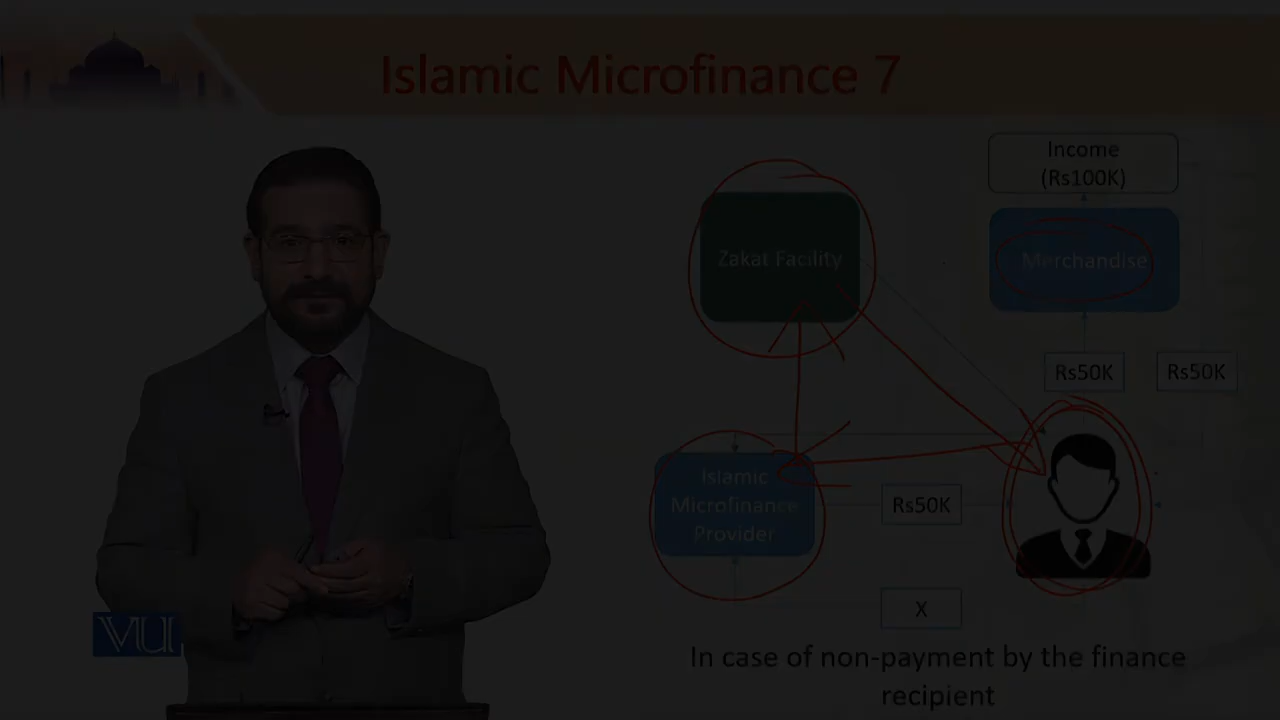 Islamic Microfinance 7
Income
(Rs100K)
Zakat Facility
Merchandise
Rs50K
Rs50K
Islamic
Microfinance
Provider
Rs50K
X
VU
In case of non-payment by the finance
recipient